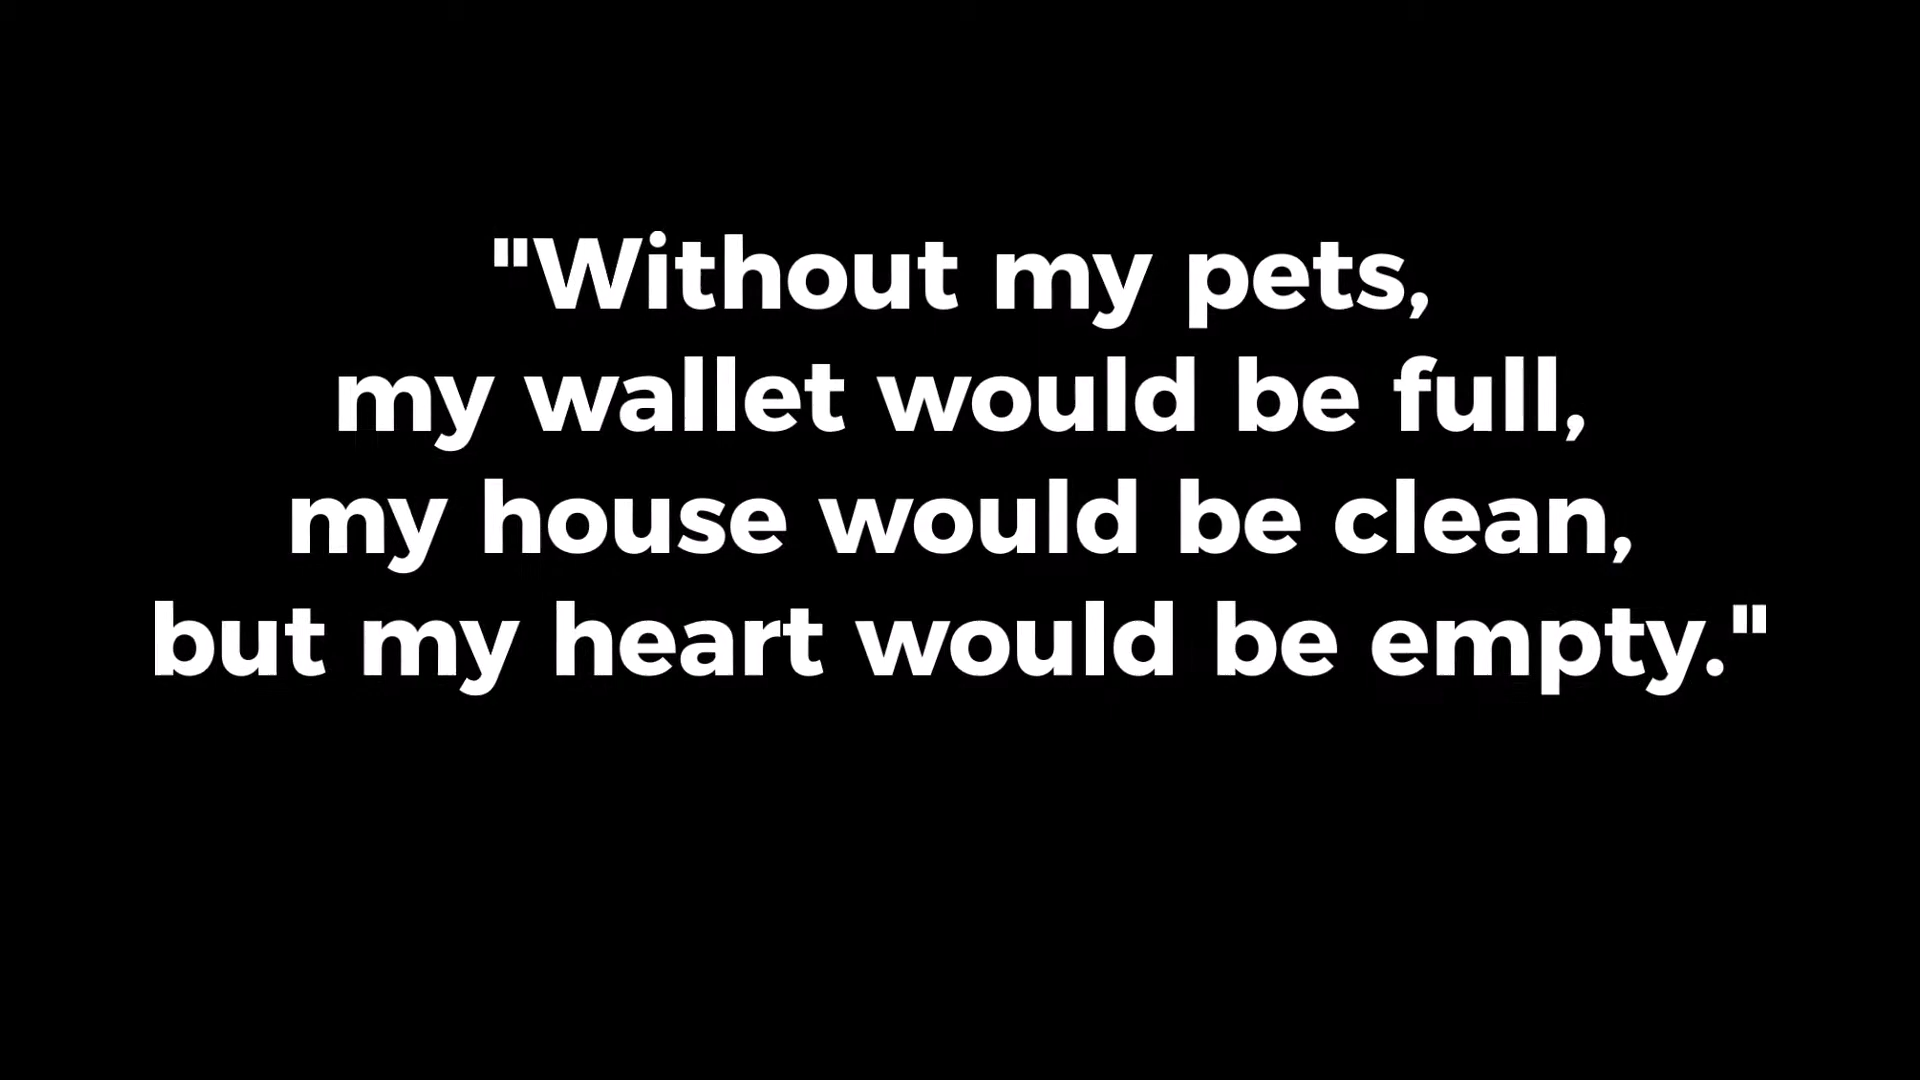 "Without my pets,
my wallet would be full,
my house would be clean,
but my heart would be empty."